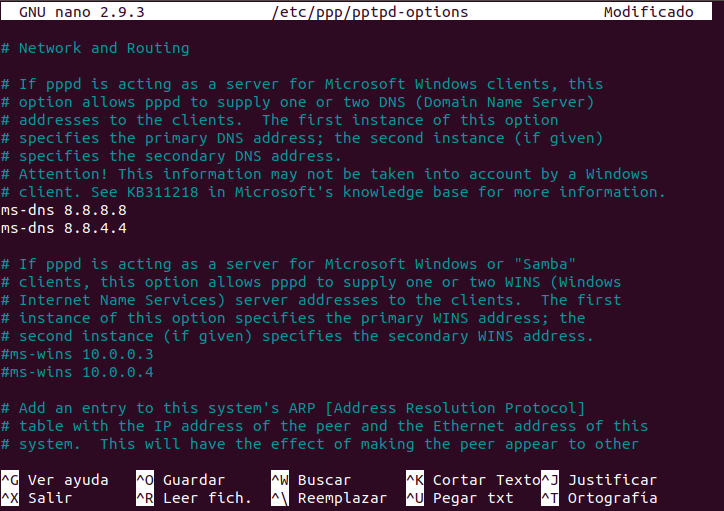 GNU nano 2.9.3 /etc/ppp/pptpd-options Modificado
# Network and Routing
# If pppd is acting as a server for Microsoft Windows clients, this
# option allows pppd to supply one or two DNS (Domain Name Server)
# addresses to the clients.  The first instance of this option
# specifies the primary DNS address; the second instance (if given)
# specifies the secondary DNS address.
# Attention! This information may not be taken into account by a Windows
# client. See KB311218 in Microsoft's knowledge base for more information.
ms-dns 8.8.8.8
ms-dns 8.8.4.4
# If pppd is acting as a server for Microsoft Windows or "Samba"
# clients, this option allows pppd to supply one or two WINS (Windows
# Internet Name Services) server addresses to the clients.  The first
# instance of this option specifies the primary WINS address; the
# second instance (if given) specifies the secondary WINS address.
#ms-wins 10.0.0.3
#ms-wins 10.0.0.4
# Add an entry to this system's ARP [Address Resolution Protocol]
# table with the IP address of the peer and the Ethernet address of this
# system.  This will have the effect of making the peer appear to other
^G Ver ayuda ^O Guardar ^W Buscar ^K Cortar Texto ^J Justificar
^X Salir ^R Leer fich. ^\ Reemplazar ^U Pegar txt ^T Ortografía